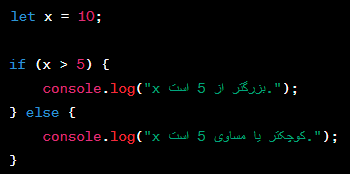 let x = 10;
if (x > 5) {
console.log("x بزرگتر از 5 است.");
} else {
console.log("x کوچکتر یا مساوی 5 است.");
}